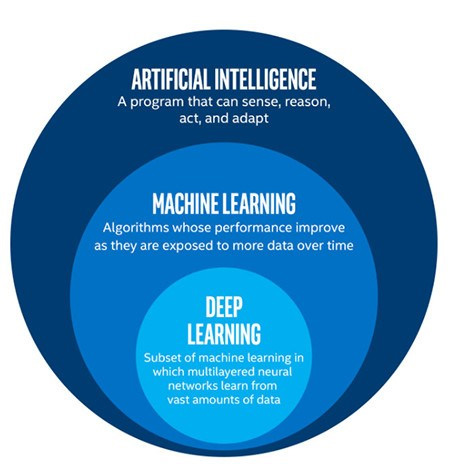 ARTIFICIAL INTELLIGENCE
A program that can sense, reason,
act, and adapt
MACHINE LEARNING
Algorithms whose performance improve
as they are exposed to more data over time
DEEP
LEARNING
Subset of machine learning in
which multilayered neural
networks learn from
vast amounts of data